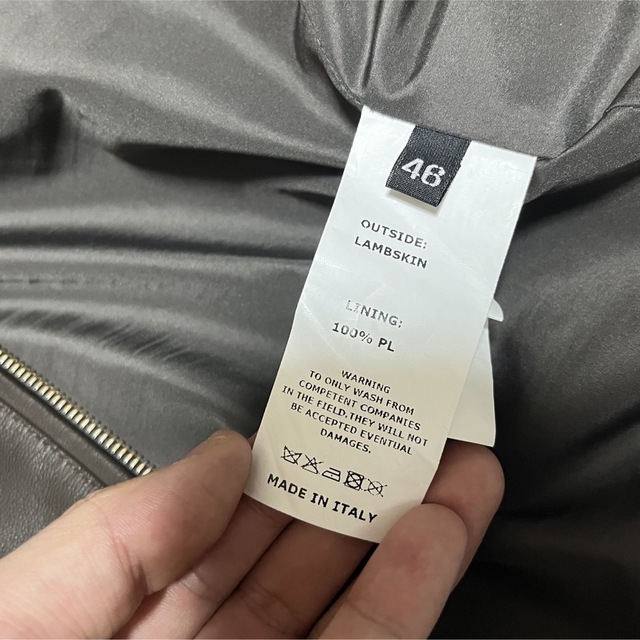 46
OUTSIDE:
LAMBSKIN
LINING:
100% PL
WARNING
TO ONLY WASH FROM
COMPETENT COMPANIES
IN THE FIELD.THEY WILL NOT
BE ACCEPTED EVENTUAL
DAMAGES.
MADE IN ITALY